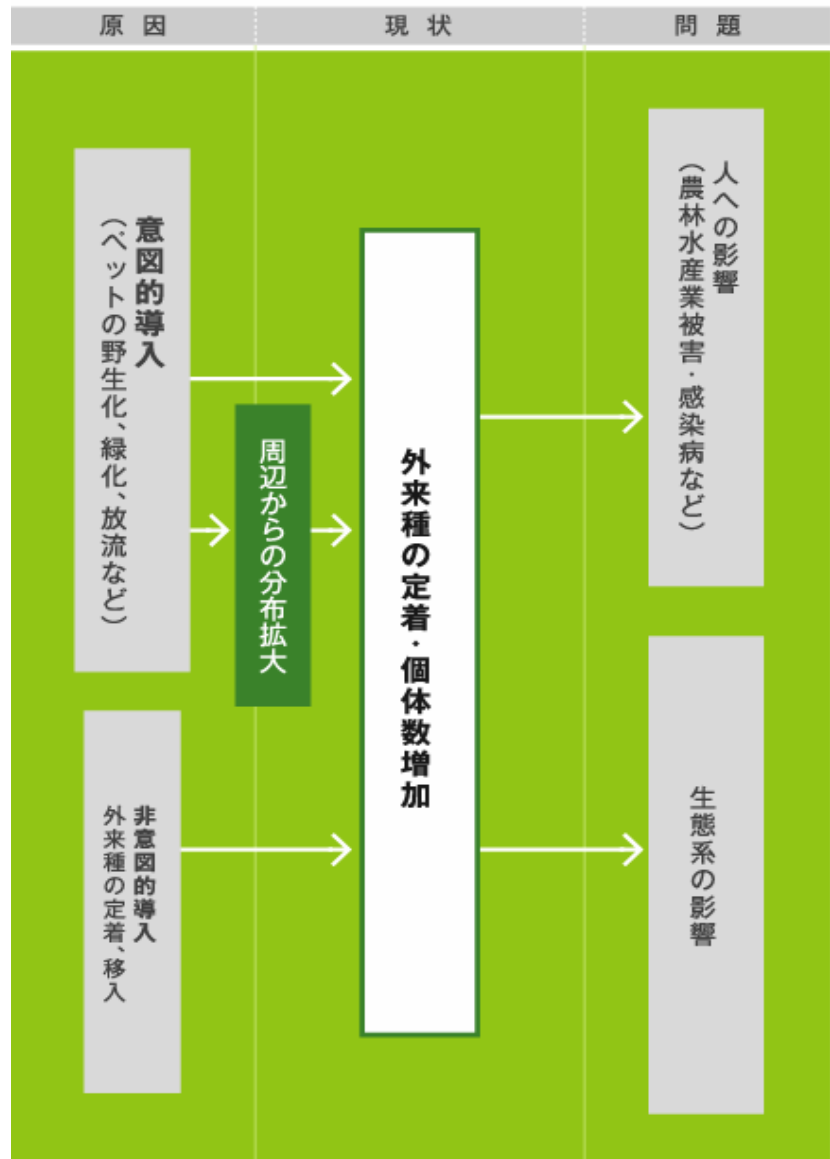 原因
現状
問題
意図的導入
（ペットの野生化、緑化、放流など）
非意図的導入
外来種の定着、移入
周辺からの分布拡大
外来種の定着・個体数増加
人への影響
（農林水産業被害・感染病など）
生態系の影響